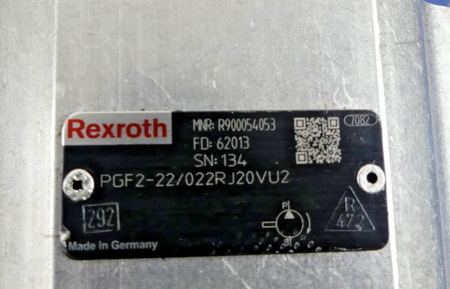 Rexroth
MNR: R900054053
7082
FD: 62013
SN: 134
PGF2-22/022RJ20VU2
292
R
472
Made in Germany